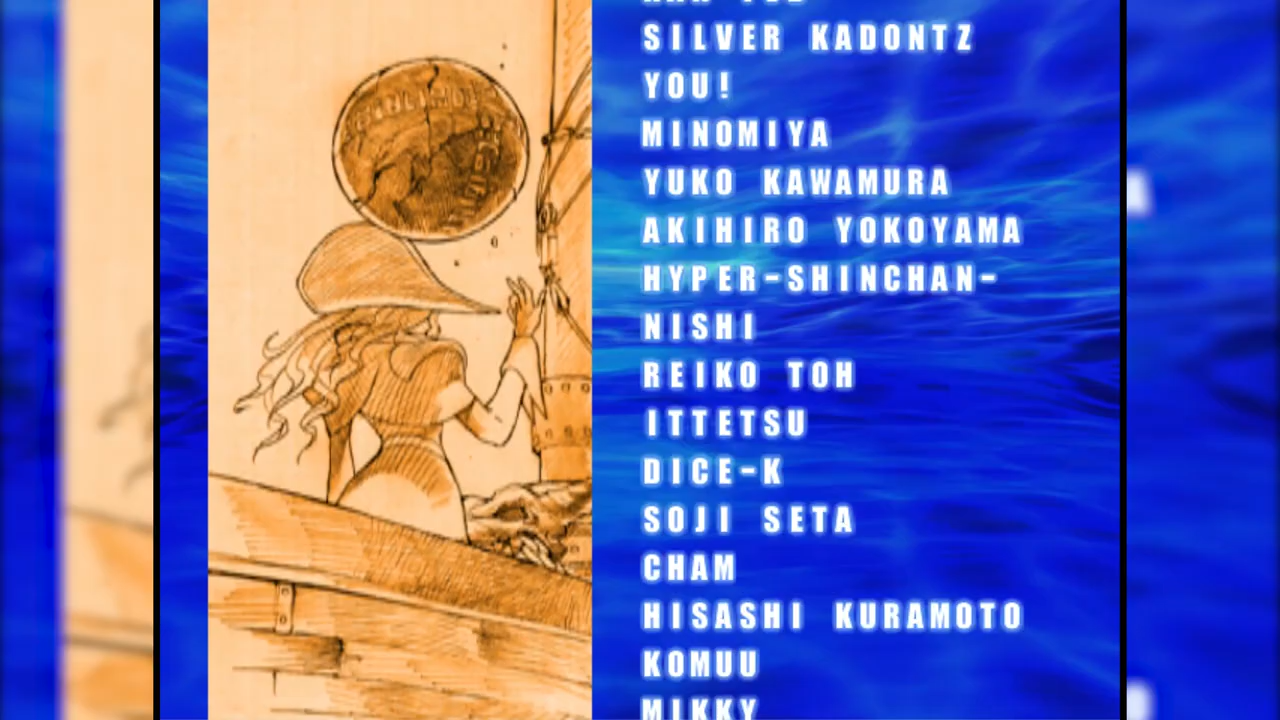 SILVER KADONTZ
YOU!
MINOMIYA
YUKO KAWAMURA
AKIHIRO YOKOYAMA
HYPER-SHINCHAN-
NISHI
REIKO TOH
ITTETSU
DICE-K
SOJI SETA
CHAM
HISASHI KURAMOTO
KOMUU
MIKKY